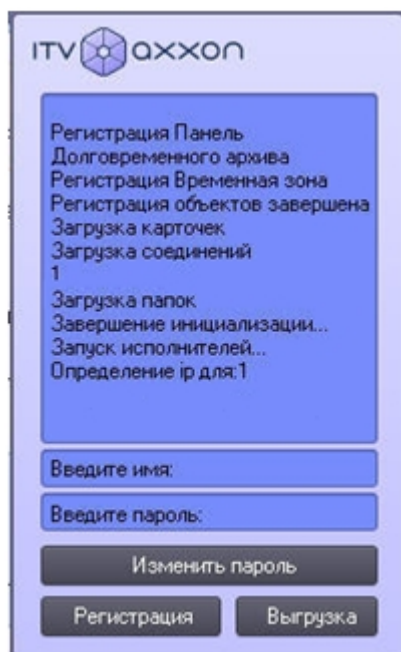 ITV AXXON
Регистрация Панель
Долговременного архива
Регистрация Временная зона
Регистрация объектов завершена
Загрузка карточек
Загрузка соединений
1
Загрузка папок
Завершение инициализации...
Запуск исполнителей...
Определение ip для:1
Введите имя:
Введите пароль:
Изменить пароль
Регистрация Выгрузка